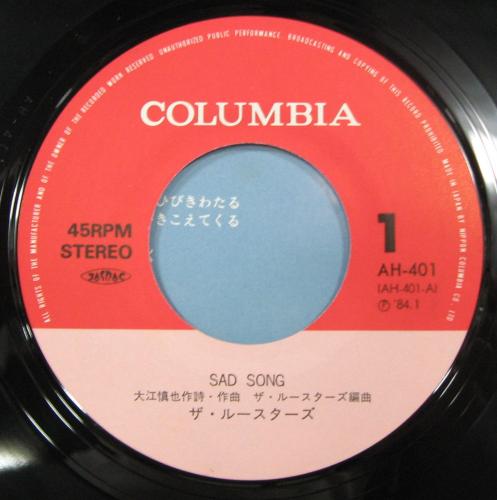 ALL RIGHTS OF THE MANUFACTURER AND OF THE OWNER OF THE RECORDED WORK RESERVED. UNAUTHORIZED PUBLIC PERFORMANCE, BROADCASTING AND COPYING OF THIS RECORD PROHIBITED. MADE IN JAPAN BY NIPPON COLUMBIA CO. LTD
COLUMBIA
ひびきわたる
きこえてくる
45RPM
STEREO
JASRAC
1
AH-401
(AH-401-A)
Ⓟ '84.1
SAD SONG
大江慎也作詩・作曲 ザ・ルースターズ編曲
ザ・ルースターズ